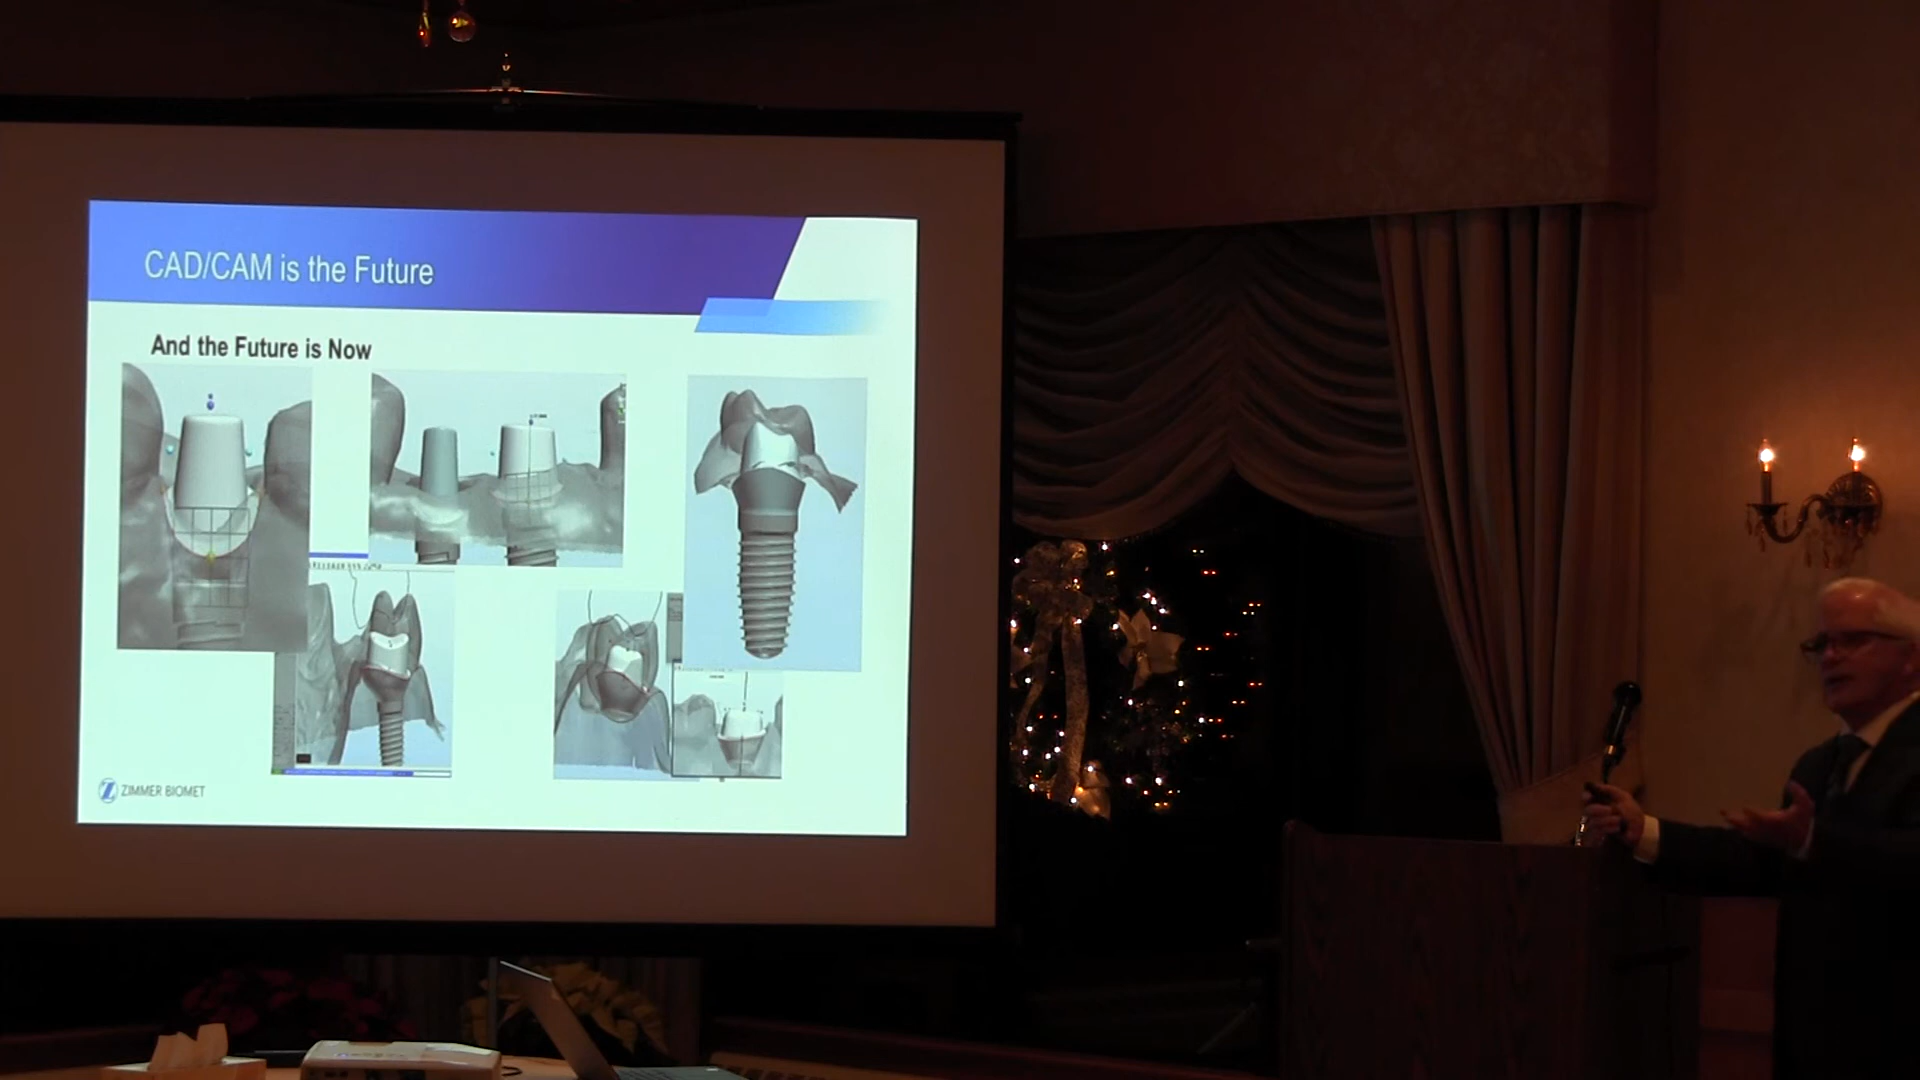 CAD/CAM is the Future
And the Future is Now
ZIMMER BIOMET